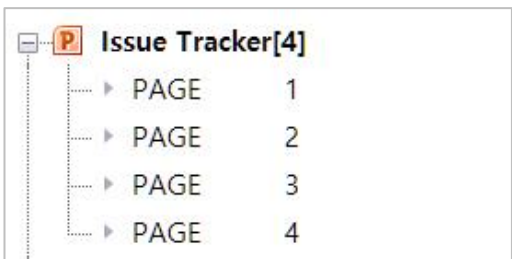 P Issue Tracker[4]
PAGE 1
PAGE 2
PAGE 3
PAGE 4